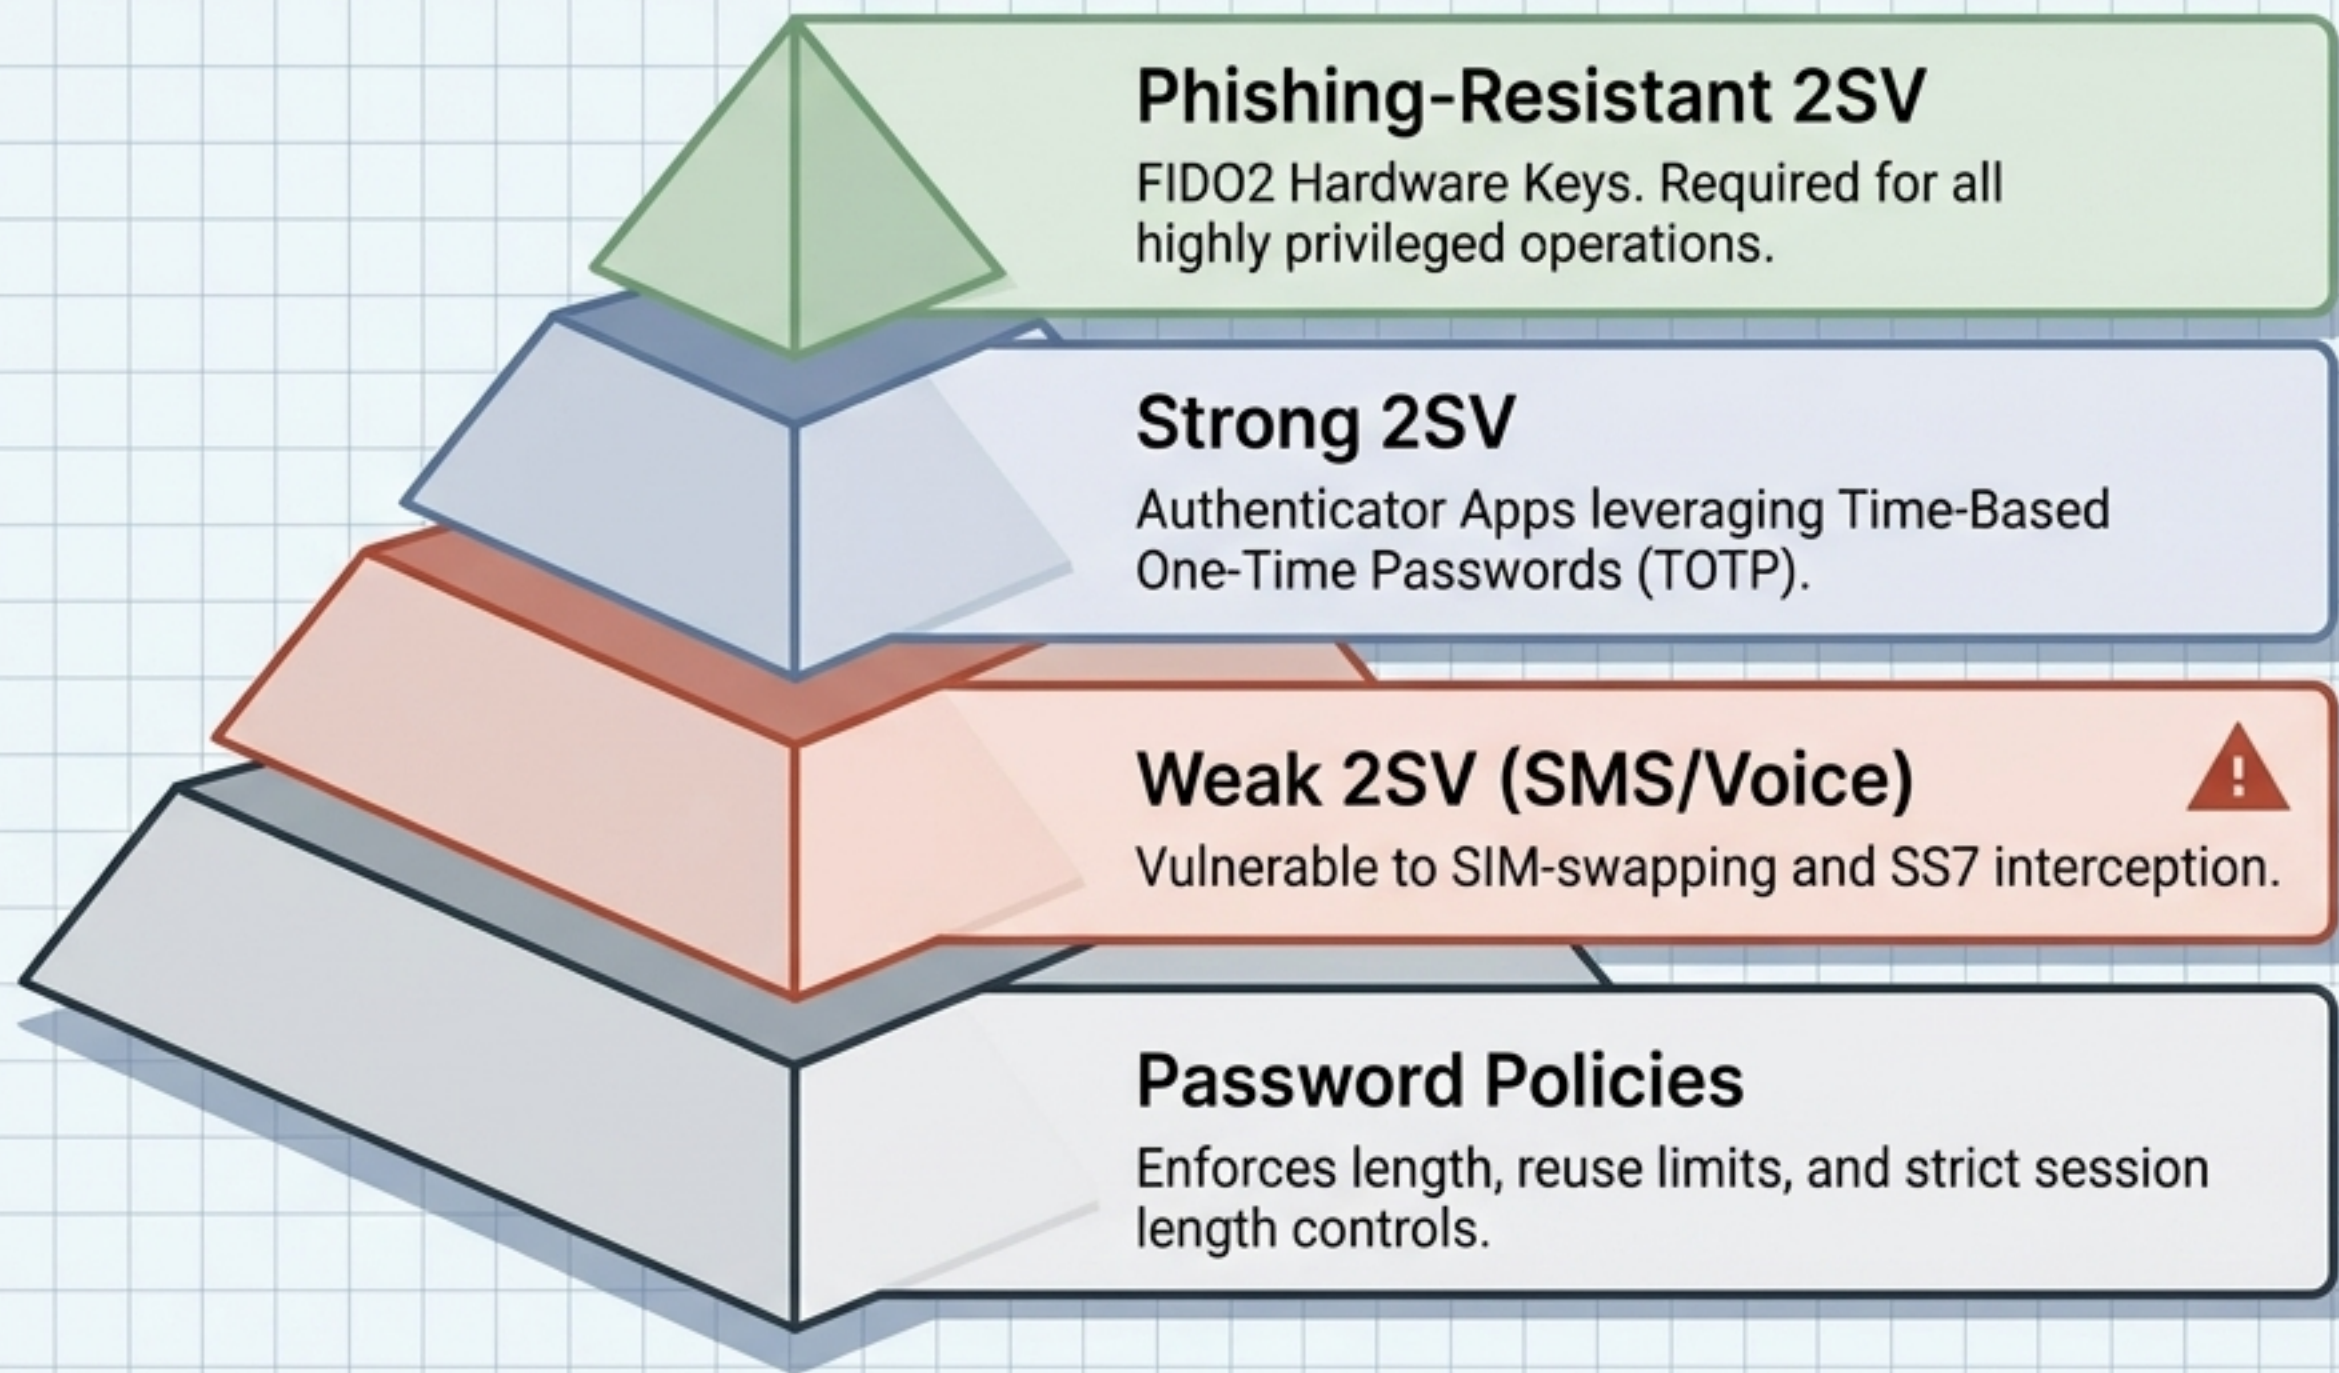 Phishing-Resistant 2SV
FIDO2 Hardware Keys. Required for all
highly privileged operations.
Strong 2SV
Authenticator Apps leveraging Time-Based
One-Time Passwords (TOTP).
Weak 2SV (SMS/Voice)
!
Vulnerable to SIM-swapping and SS7 interception.
Password Policies
Enforces length, reuse limits, and strict session
length controls.